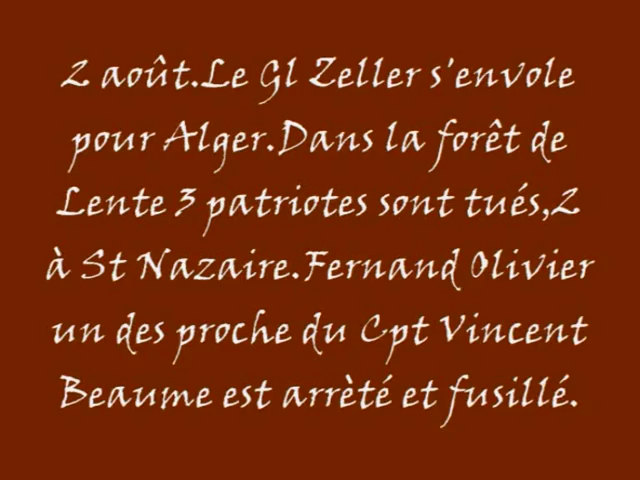 2 août.Le Gl Zeller s'envole
pour Alger.Dans la forêt de
Lente 3 patriotes sont tués,2
à St Nazaire.Fernand Olivier
un des proche du Cpt Vincent
Beaume est arrèté et fusillé.